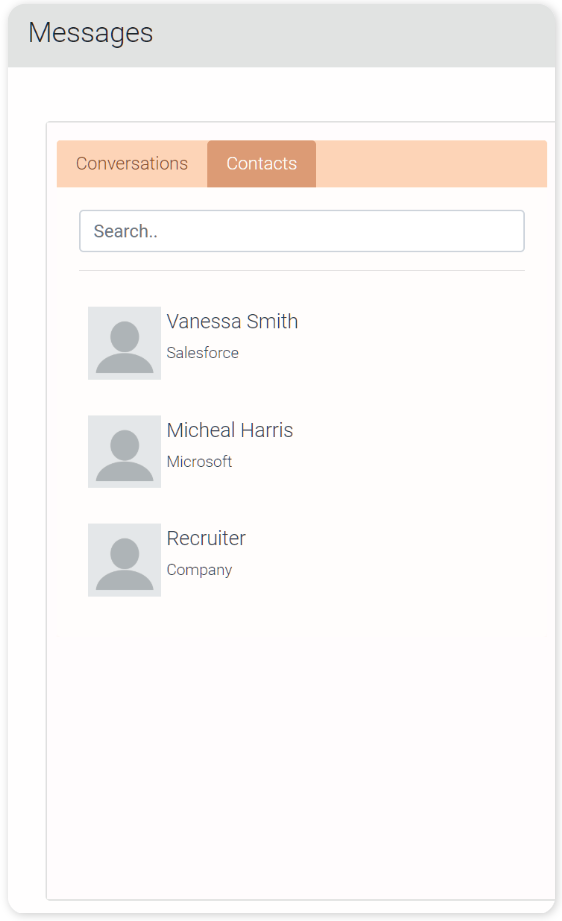 Messages
Conversations Contacts
Search..
Vanessa Smith
Salesforce
Micheal Harris
Microsoft
Recruiter
Company